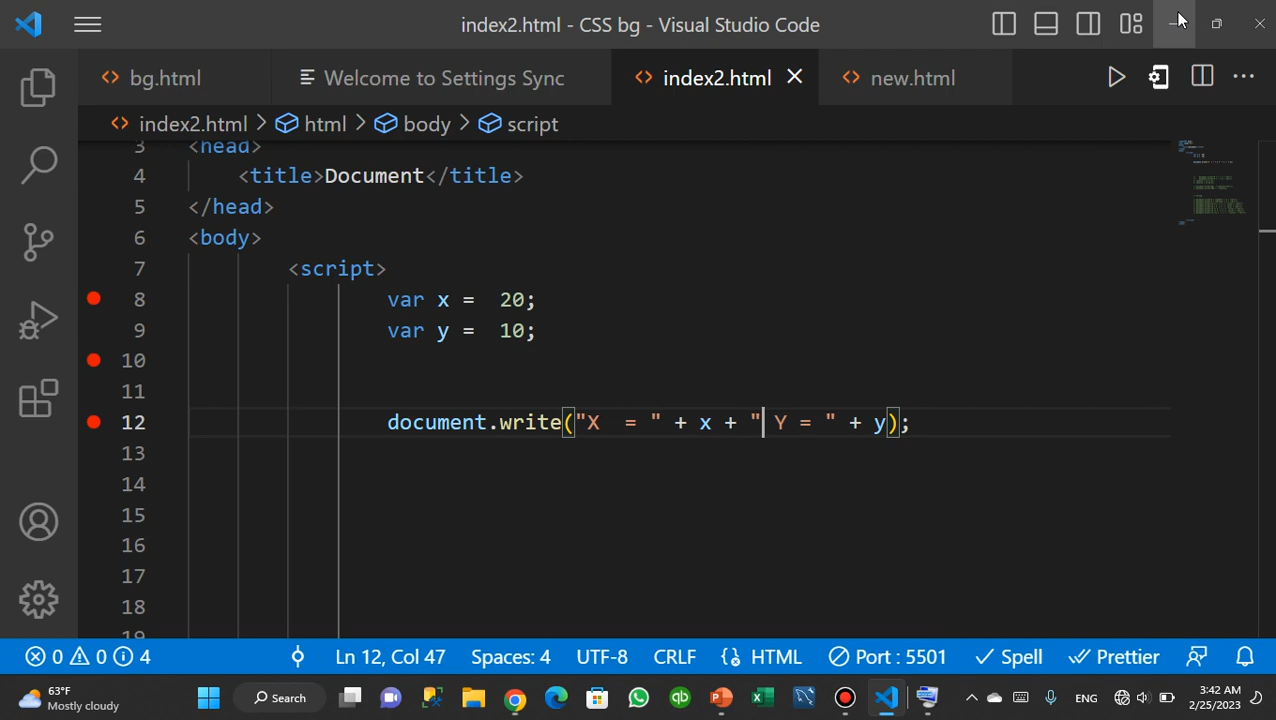 index2.html - CSS bg - Visual Studio Code
bg.html Welcome to Settings Sync index2.html new.html
index2.html > html > body > script
3 <head>
4 <title>Document</title>
5 </head>
6 <body>
7 <script>
8 var x = 20;
9 var y = 10;
10
11
12 document.write("X  = " + x + " Y = " + y);
13
14
15
16
17
18
19
0 0 4 Ln 12, Col 47 Spaces: 4 UTF-8 CRLF {} HTML Port : 5501 Spell Prettier
63°F
Mostly cloudy
Search
ENG
3:42 AM
2/25/2023